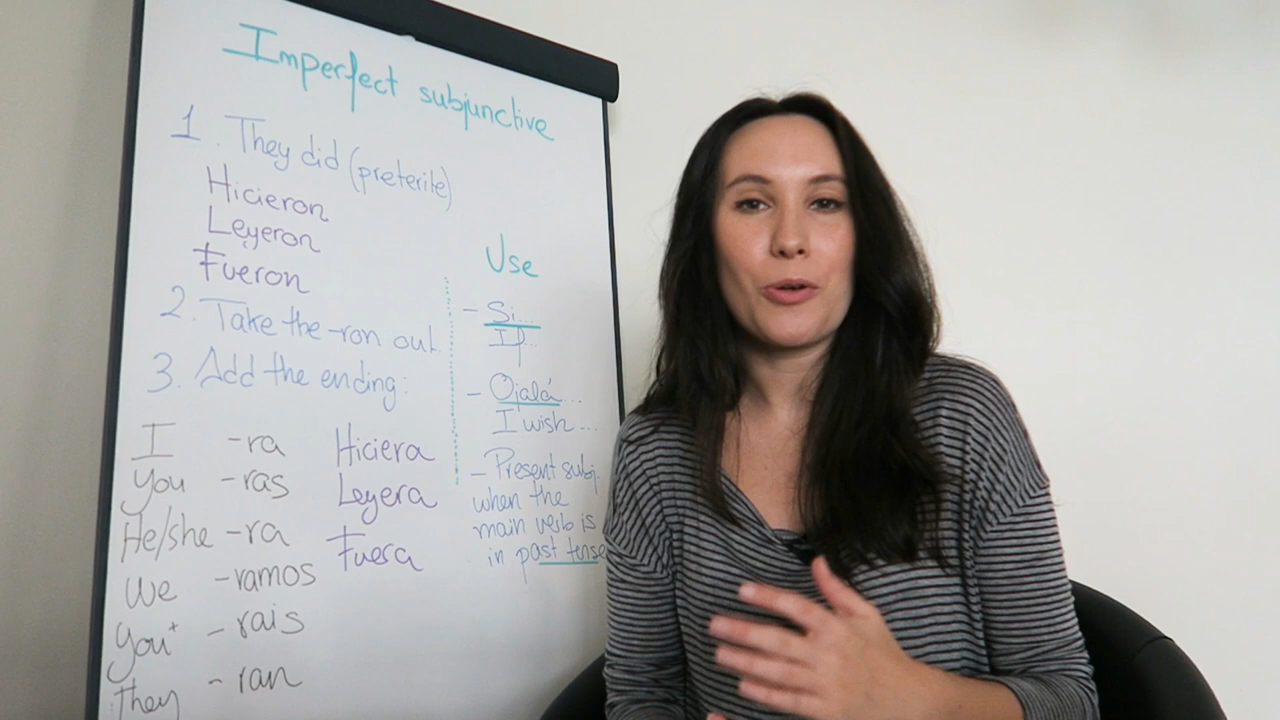 Imperfect subjunctive
1. They did (preterite)
Hicieron
Leyeron
Fueron
2. Take the -ron out
3. Add the ending:
I -ra Hiciera
You -ras Leyera
He/she -ra Fuera
We -ramos
You+ - rais
they - ran
Use
- Si...
If...
- Ojalá...
I wish...
- Present subj.
when the
main verb is
in past tense